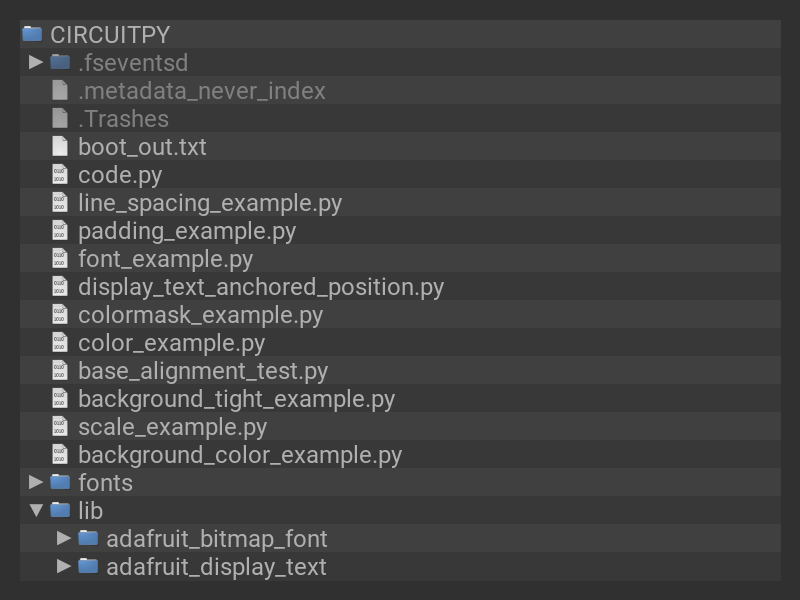 CIRCUITPY
.fseventsd
.metadata_never_index
.Trashes
boot_out.txt
code.py
line_spacing_example.py
padding_example.py
font_example.py
display_text_anchored_position.py
colormask_example.py
color_example.py
base_alignment_test.py
background_tight_example.py
scale_example.py
background_color_example.py
fonts
lib
adafruit_bitmap_font
adafruit_display_text